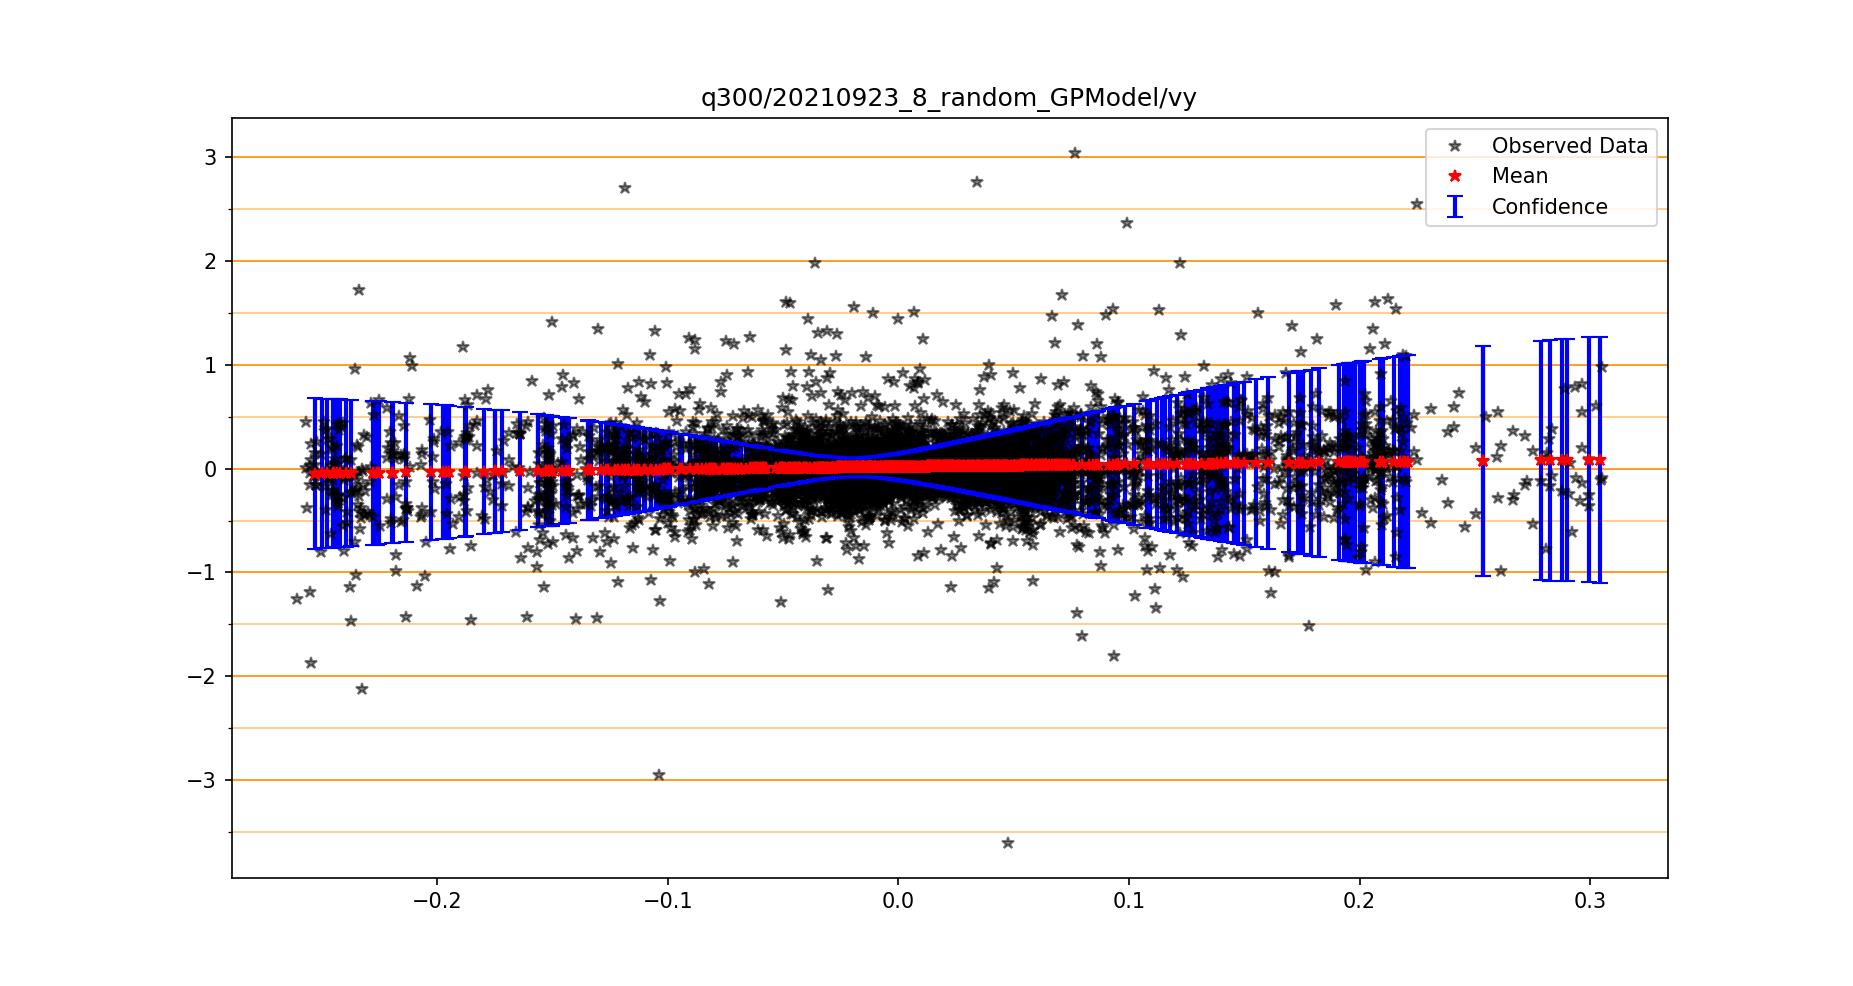 q300/20210923_8_random_GPModel/vy
Observed Data
Mean
Confidence
3
2
1
0
−1
−2
−3
−0.2 −0.1 0.0 0.1 0.2 0.3